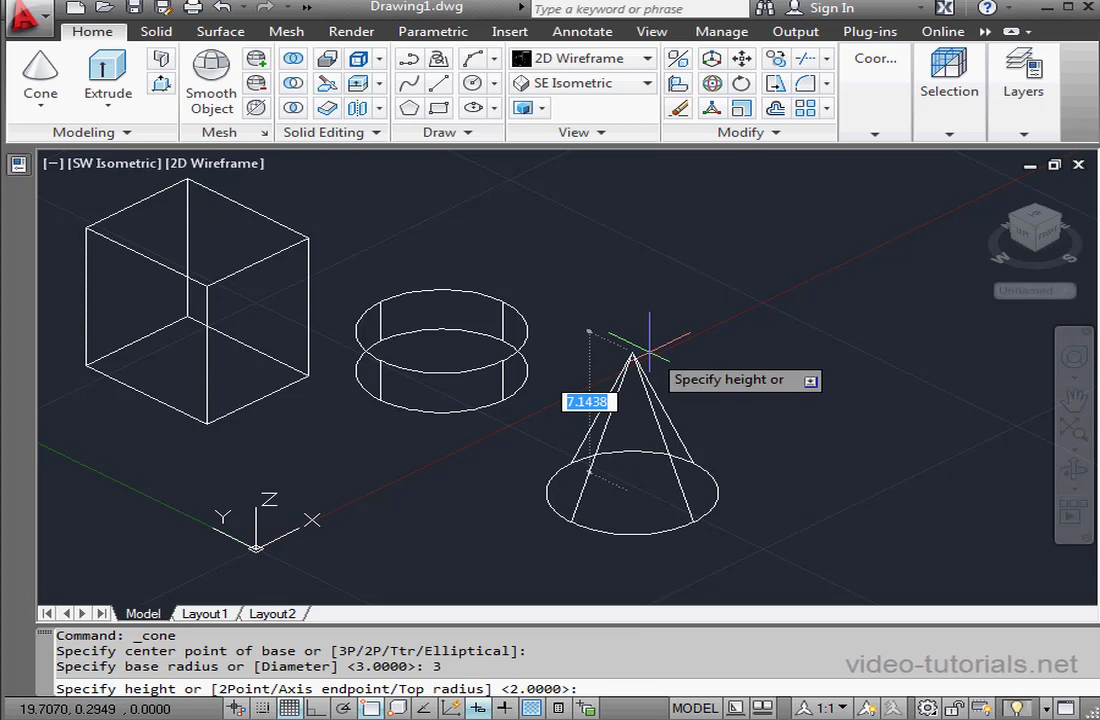 Drawing1.dwg
Type a keyword or phrase
Sign In
Home Solid Surface Mesh Render Parametric Insert Annotate View Manage Output Plug-ins Online
2D Wireframe
SE Isometric
Cone
Extrude
Smooth
Object
Coor...
Selection
Layers
Modeling
Mesh
Solid Editing
Draw
View
Modify
[−] [SW Isometric] [2D Wireframe]
W
S
Unnamed
Specify height or
7.1438
Z
Y
X
Model Layout1 Layout2
Command: _cone
Specify center point of base or [3P/2P/Ttr/Elliptical]:
Specify base radius or [Diameter] <3.0000>: 3
Specify height or [2Point/Axis endpoint/Top radius] <2.0000>:
video-tutorials.net
19.7070, 0.2949 , 0.0000
MODEL
1:1